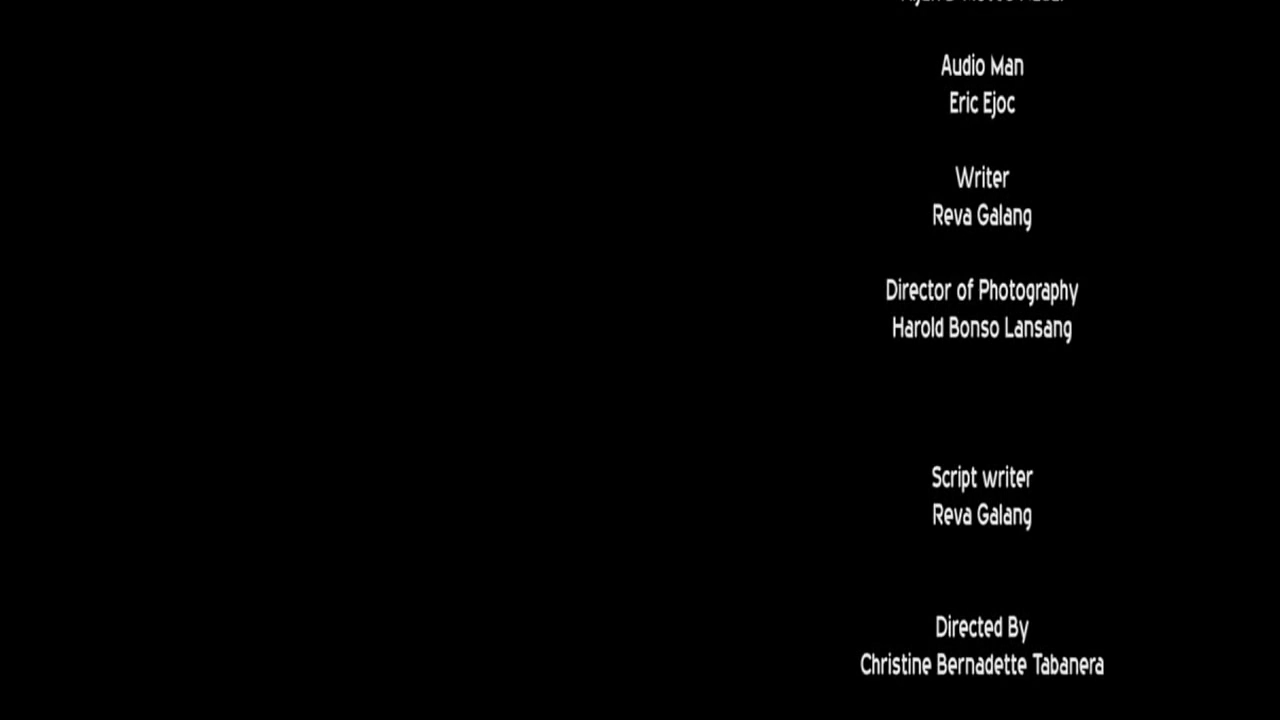 Audio Man
Eric Ejoc
Writer
Reva Galang
Director of Photography
Harold Bonso Lansang
Script writer
Reva Galang
Directed By
Christine Bernadette Tabanera